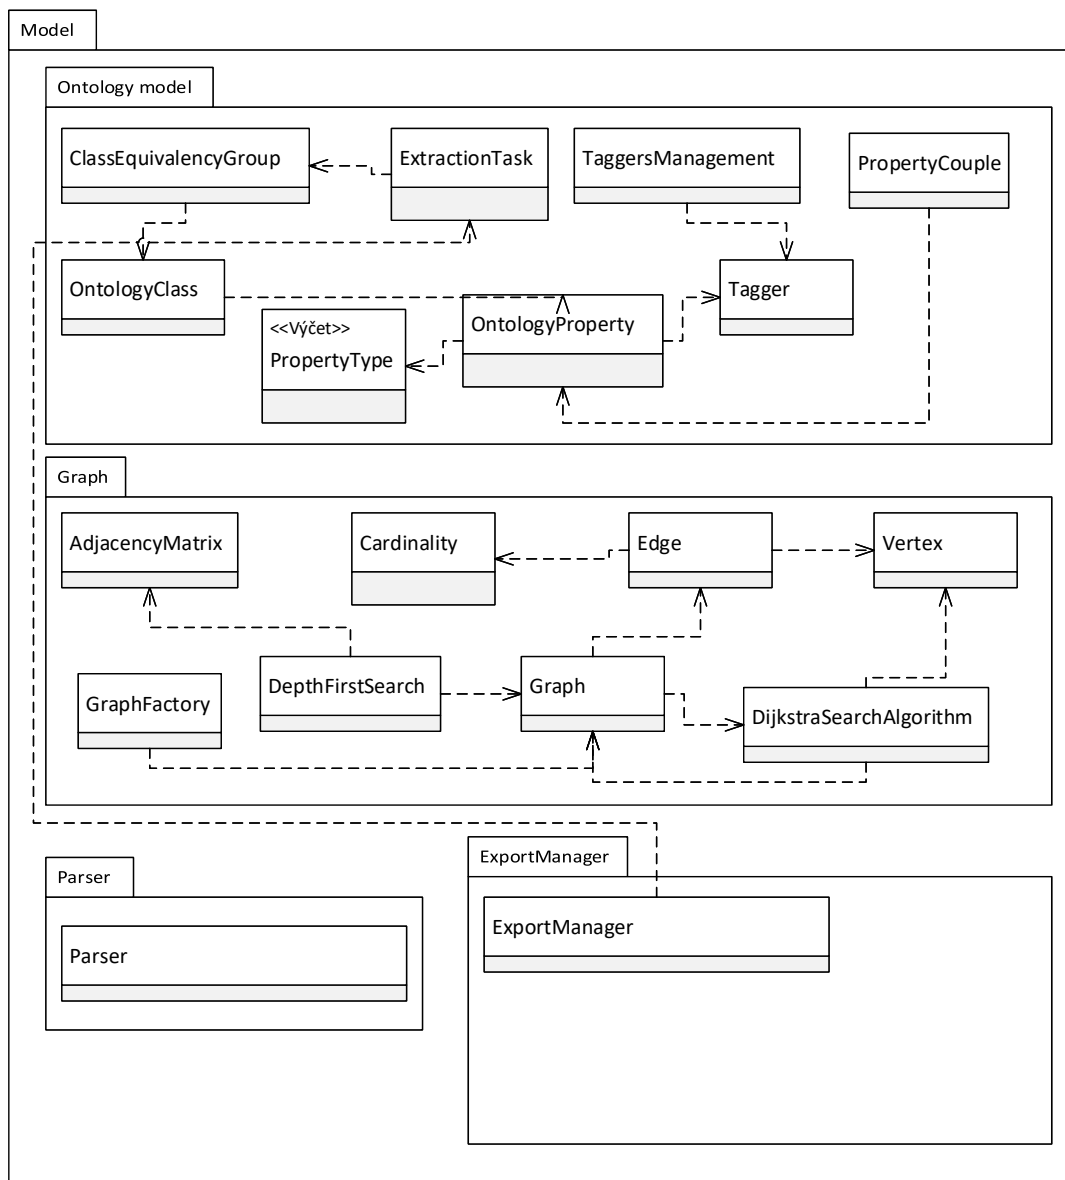 Model
Ontology model
ClassEquivalencyGroup
ExtractionTask
TaggersManagement
PropertyCouple
OntologyClass
<<Výčet>>
PropertyType
OntologyProperty
Tagger
Graph
AdjacencyMatrix
Cardinality
Edge
Vertex
GraphFactory
DepthFirstSearch
Graph
DijkstraSearchAlgorithm
Parser
Parser
ExportManager
ExportManager